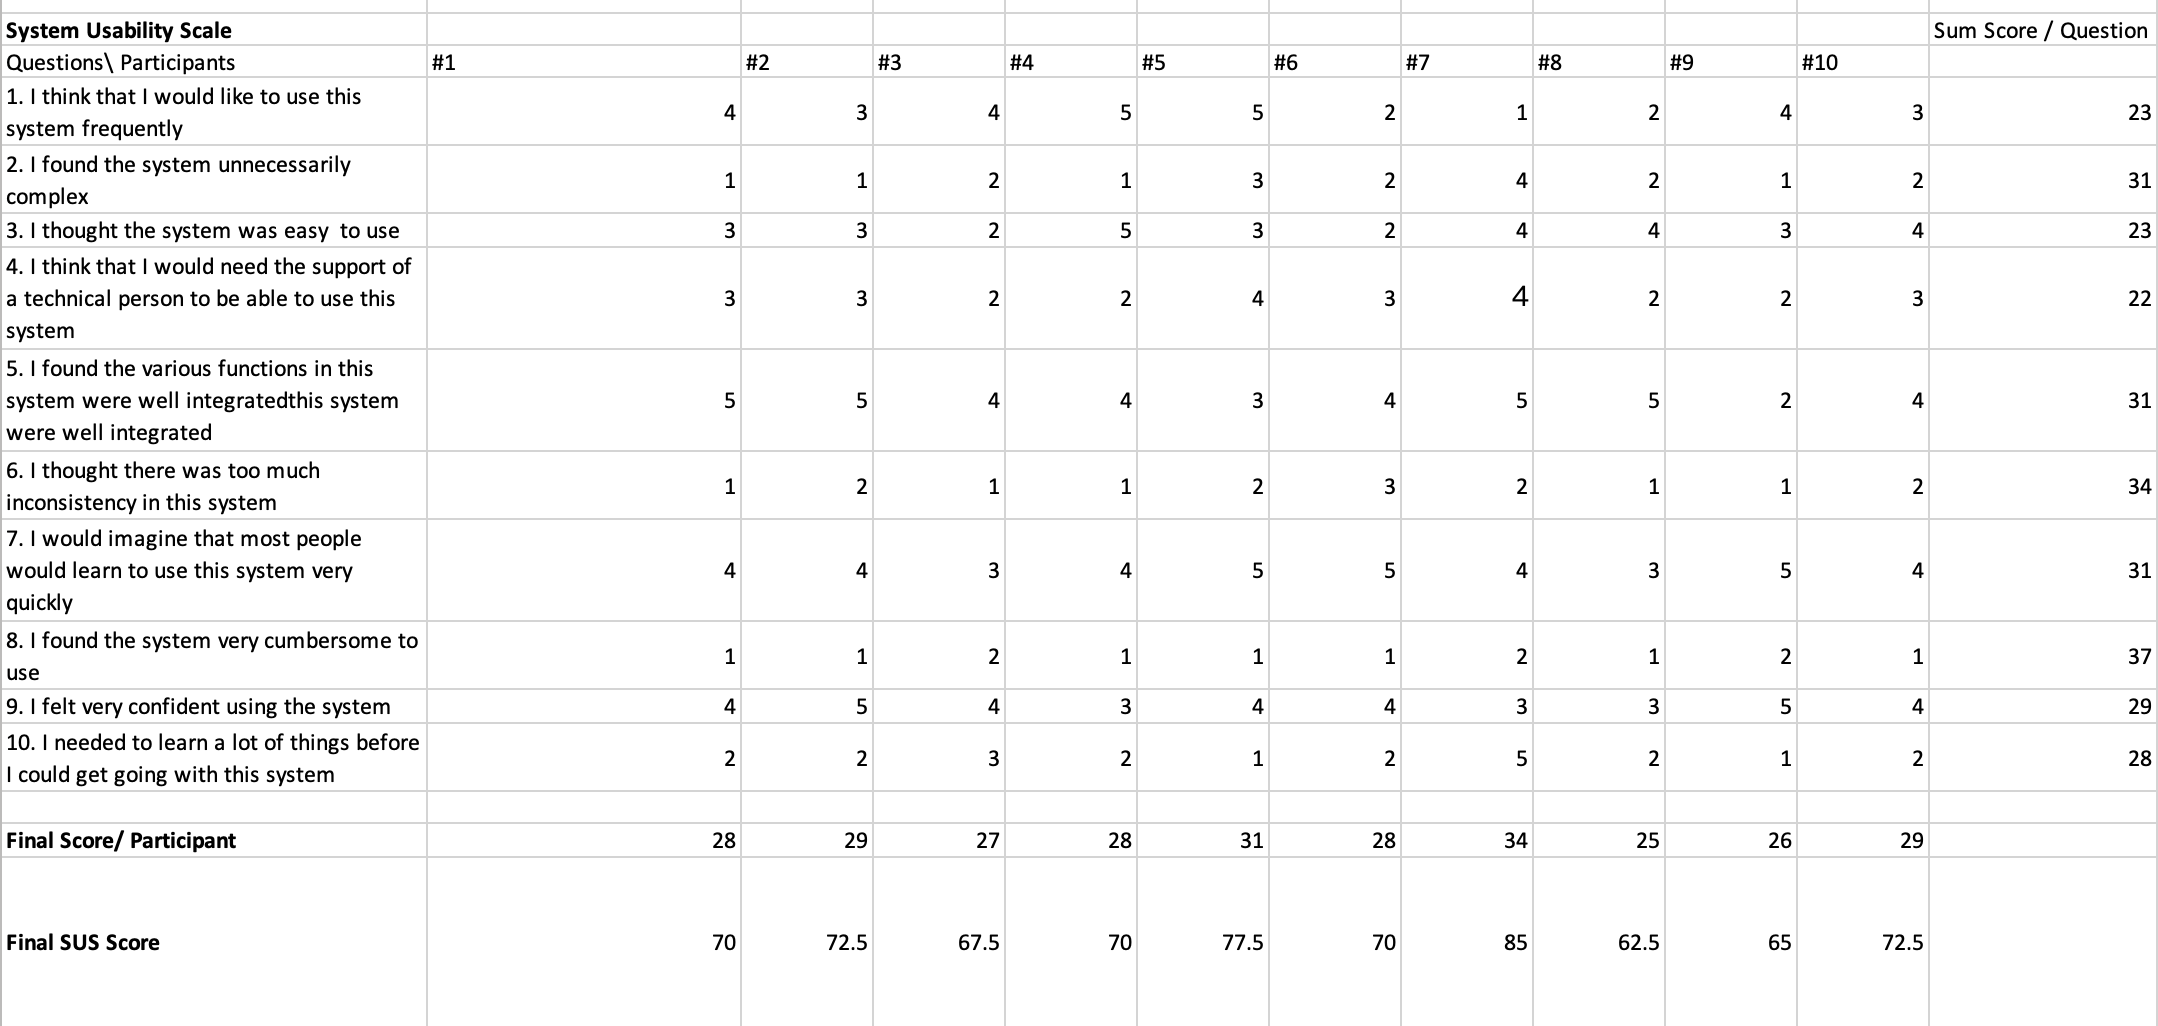 System Usability Scale Sum Score / Question
Questions\ Participants #1 #2 #3 #4 #5 #6 #7 #8 #9 #10
1. I think that I would like to use this
system frequently 4 3 4 5 5 2 1 2 4 3 23
2. I found the system unnecessarily
complex 1 1 2 1 3 2 4 2 1 2 31
3. I thought the system was easy  to use 3 3 2 5 3 2 4 4 3 4 23
4. I think that I would need the support of
a technical person to be able to use this 3 3 2 2 4 3 4 2 2 3 22
system
5. I found the various functions in this
system were well integratedthis system 5 5 4 4 3 4 5 5 2 4 31
were well integrated
6. I thought there was too much
inconsistency in this system 1 2 1 1 2 3 2 1 1 2 34
7. I would imagine that most people
would learn to use this system very 4 4 3 4 5 5 4 3 5 4 31
quickly
8. I found the system very cumbersome to
use 1 1 2 1 1 1 2 1 2 1 37
9. I felt very confident using the system 4 5 4 3 4 4 3 3 5 4 29
10. I needed to learn a lot of things before
I could get going with this system 2 2 3 2 1 2 5 2 1 2 28
Final Score/ Participant 28 29 27 28 31 28 34 25 26 29
Final SUS Score 70 72.5 67.5 70 77.5 70 85 62.5 65 72.5